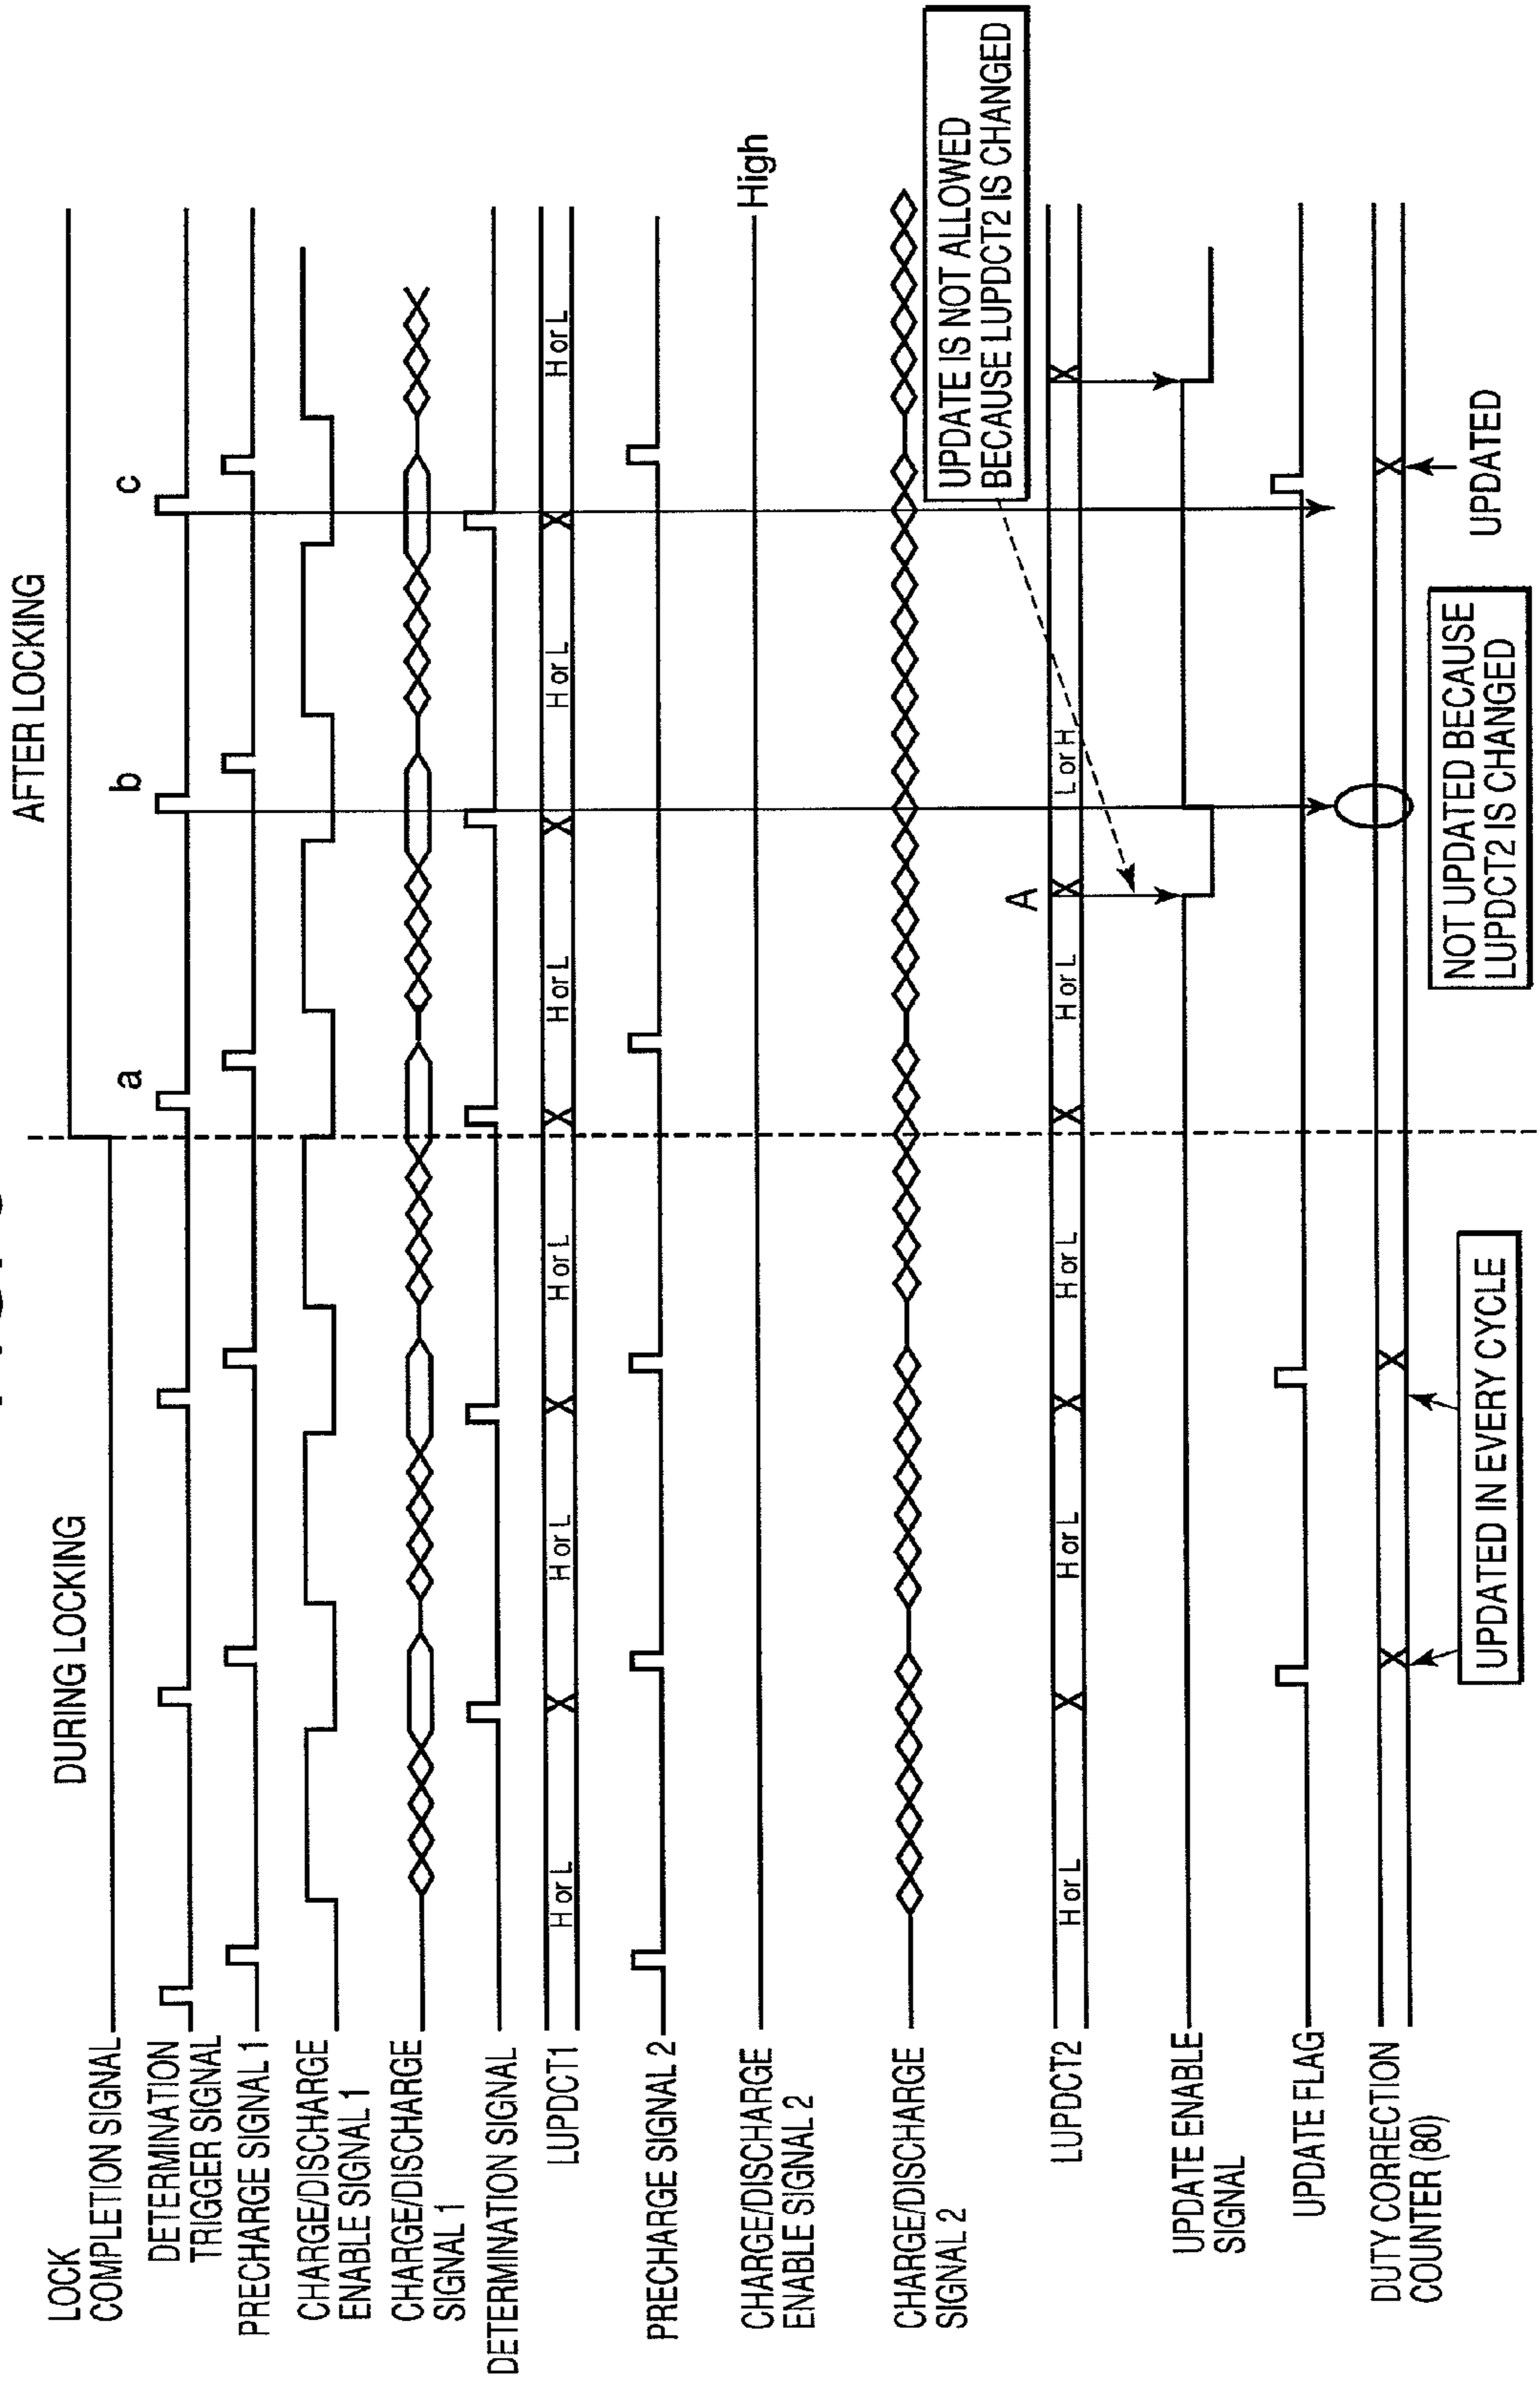 DURING LOCKING
AFTER LOCKING
LOCK
COMPLETION SIGNAL
DETERMINATION
TRIGGER SIGNAL
a
b
c
PRECHARGE SIGNAL 1
CHARGE/DISCHARGE
ENABLE SIGNAL 1
CHARGE/DISCHARGE
SIGNAL 1
DETERMINATION SIGNAL
LUPDCT1
H or L
H or L
H or L
H or L
H or L
H or L
PRECHARGE SIGNAL 2
CHARGE/DISCHARGE
ENABLE SIGNAL 2
High
CHARGE/DISCHARGE
SIGNAL 2
UPDATE IS NOT ALLOWED
BECAUSE LUPDCT2 IS CHANGED
A
LUPDCT2
H or L
H or L
H or L
H or L
L or H
UPDATE ENABLE
SIGNAL
UPDATE FLAG
DUTY CORRECTION
COUNTER (80)
UPDATED IN EVERY CYCLE
NOT UPDATED BECAUSE
LUPDCT2 IS CHANGED
UPDATED